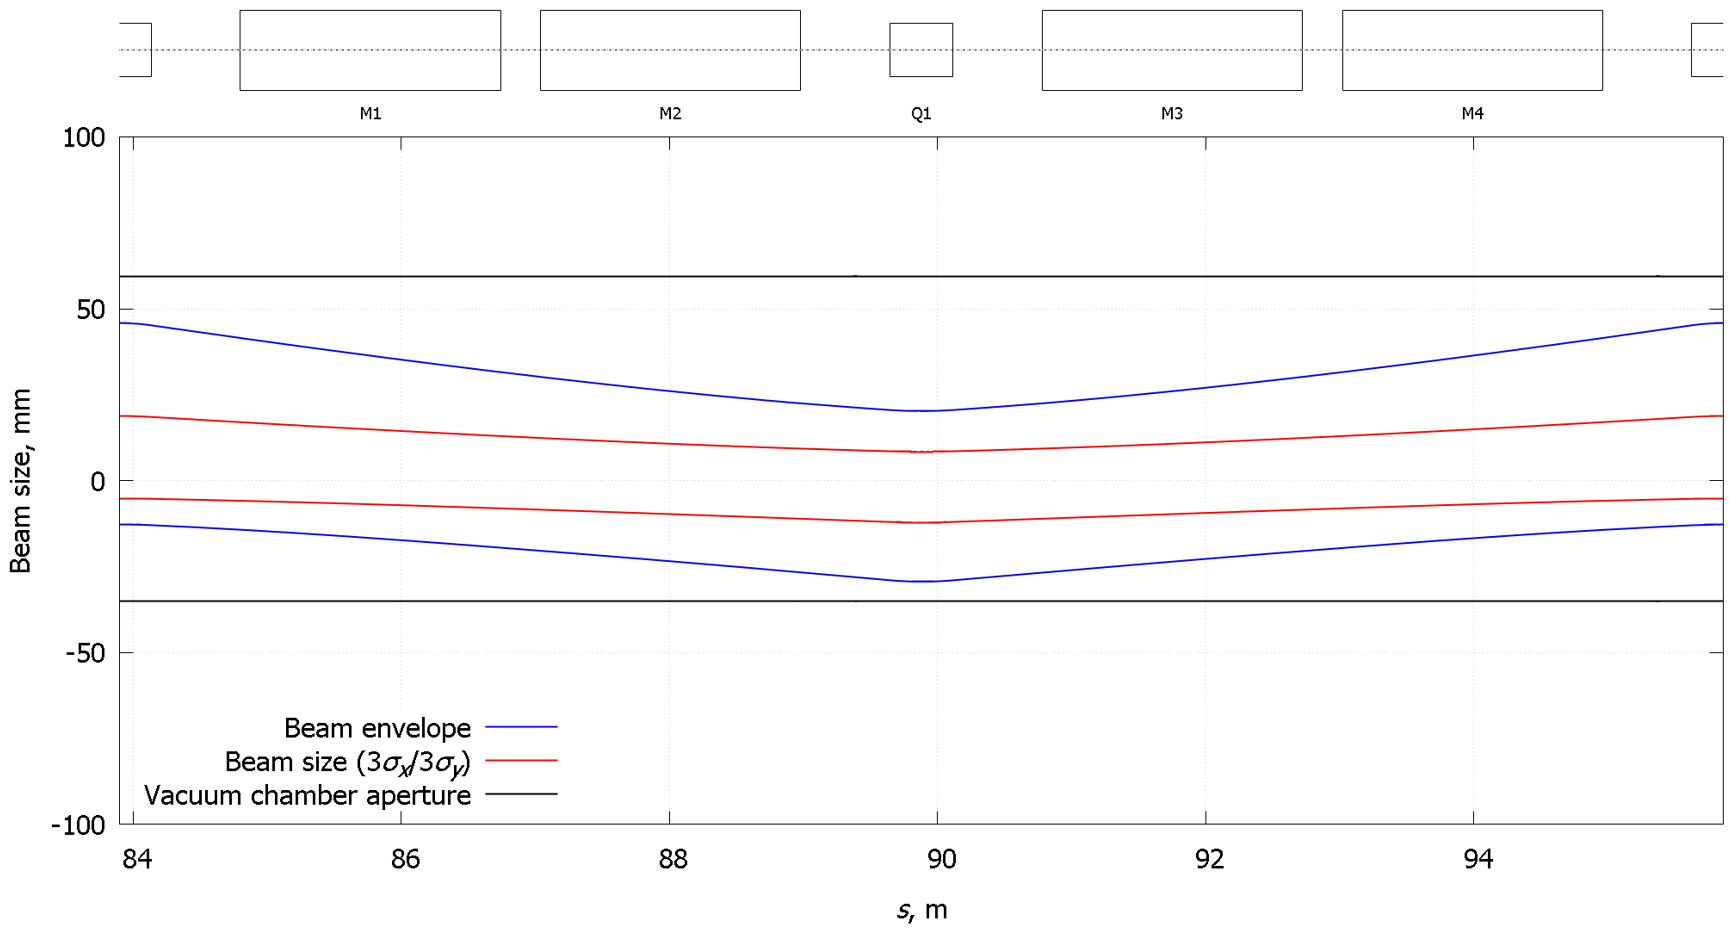 M1 M2 Q1 M3 M4
100
50
0
-50
-100
Beam size, mm
Beam envelope
Beam size (3σx/3σy)
Vacuum chamber aperture
84 86 88 90 92 94
s, m